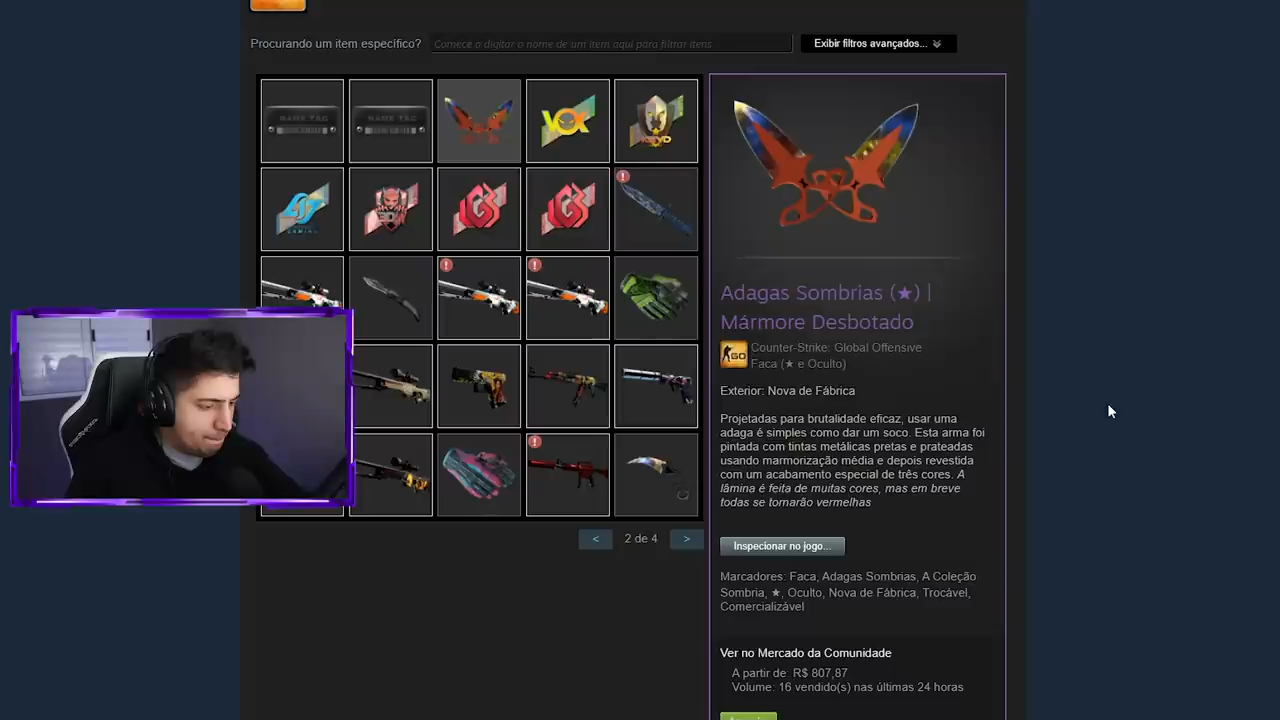 Procurando um item específico?
Comece a digitar o nome de um item aqui para filtrar itens
Exibir filtros avançados...
NAME TAG
NAME TAG
VOX
Adagas Sombrias (★) |
Mármore Desbotado
GO
Counter-Strike: Global Offensive
Faca (★ e Oculto)
Exterior: Nova de Fábrica
Projetadas para brutalidade eficaz, usar uma
adaga é simples como dar um soco. Esta arma foi
pintada com tintas metálicas pretas e prateadas
usando marmorização média e depois revestida
com um acabamento especial de três cores. A
lâmina é feita de muitas cores, mas em breve
todas se tornarão vermelhas
< 2 de 4 >
Inspecionar no jogo...
Marcadores: Faca, Adagas Sombrias, A Coleção
Sombria, ★, Oculto, Nova de Fábrica, Trocável,
Comercializável
Ver no Mercado da Comunidade
A partir de: R$ 807,87
Volume: 16 vendido(s) nas últimas 24 horas